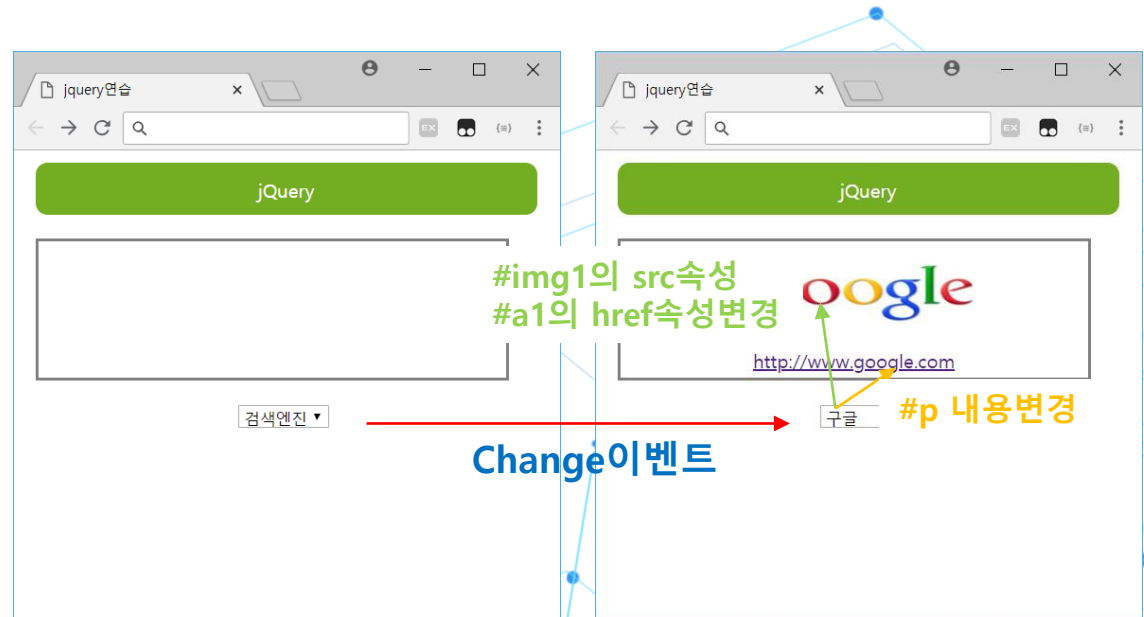 jquery연습
jQuery
검색엔진
jquery연습
jQuery
#img1의 src속성
#a1의 href속성변경
oogle
http://www.google.com
구글
#p 내용변경
Change이벤트